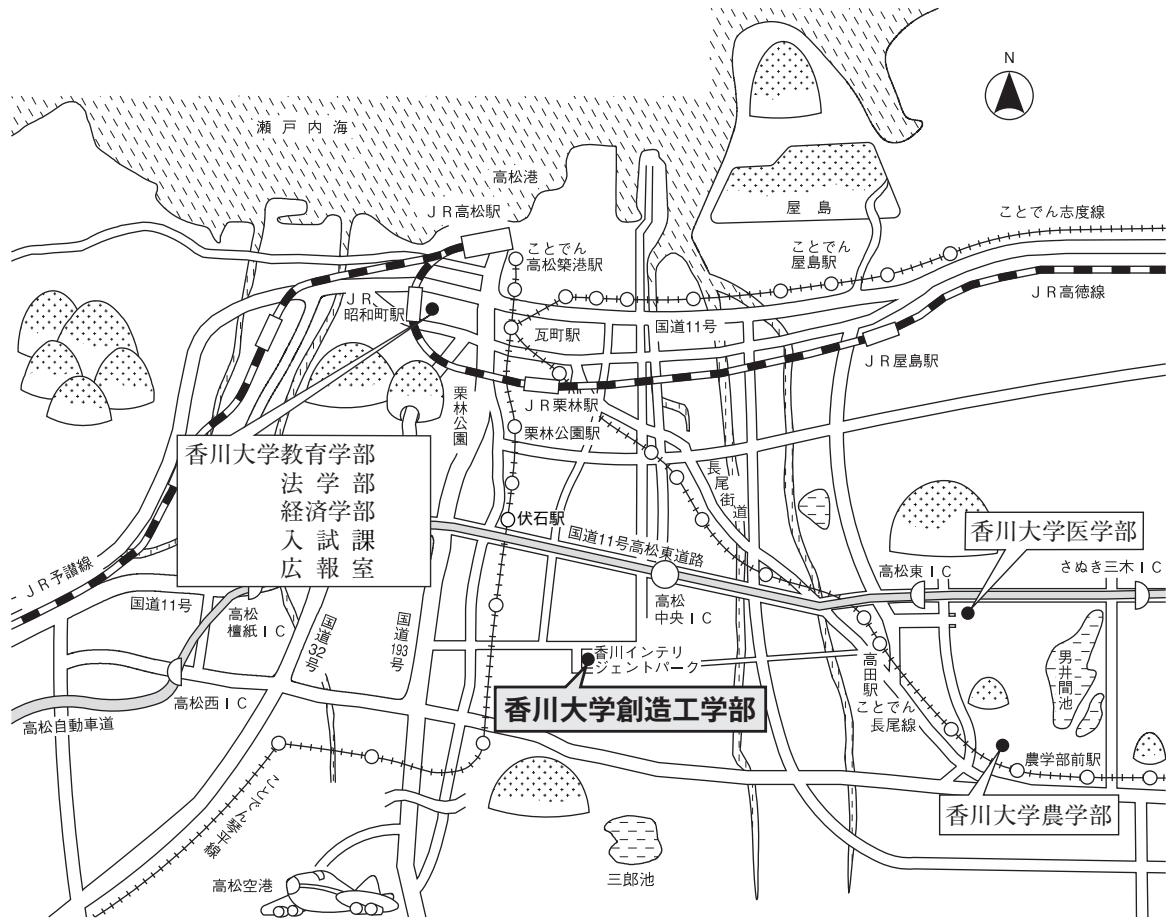 N
瀬戸内海
高松港
JR高松駅
屋島
ことでん志度線
ことでん
高松築港駅
ことでん
屋島駅
JR高徳線
JR
昭和町駅
瓦町駅
国道11号
JR屋島駅
栗林公園
JR栗林駅
栗林公園駅
長尾街道
香川大学教育学部
法学部
経済学部
入試課
広報室
伏石駅
国道11号高松東道路
香川大学医学部
高松東IC
さぬき三木IC
JR予讃線
国道11号
高松
檀紙IC
国道32号
国道193号
高松
中央IC
香川インテリ
ジェントパーク
高田駅
男井間池
高松西IC
香川大学創造工学部
ことでん
長尾線
高松自動車道
農学部前駅
香川大学農学部
ことでん琴平線
高松空港
三郎池